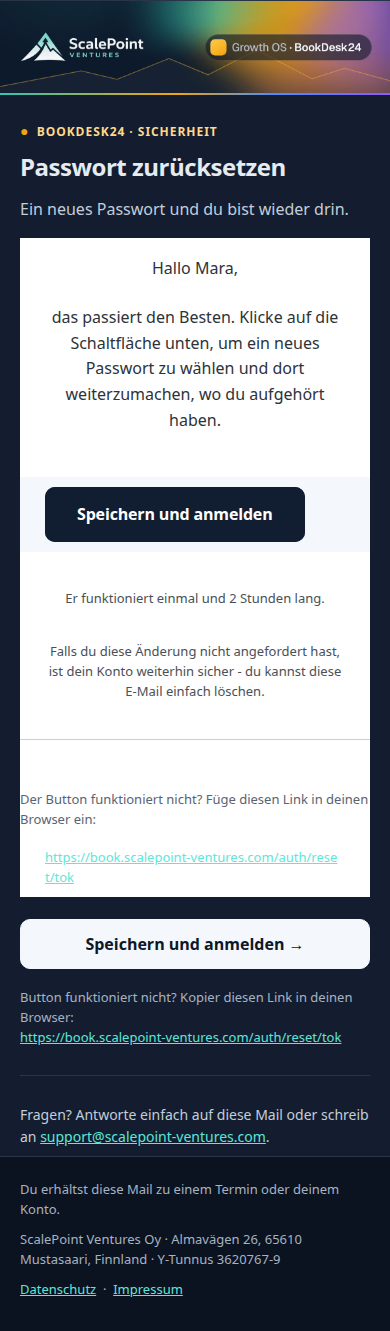 ScalePoint
VENTURES
Growth OS · BookDesk24
BOOKDESK24 · SICHERHEIT
Passwort zurücksetzen
Ein neues Passwort und du bist wieder drin.
Hallo Mara,
das passiert den Besten. Klicke auf die
Schaltfläche unten, um ein neues
Passwort zu wählen und dort
weiterzumachen, wo du aufgehört
haben.
Speichern und anmelden
Er funktioniert einmal und 2 Stunden lang.
Falls du diese Änderung nicht angefordert hast,
ist dein Konto weiterhin sicher - du kannst diese
E-Mail einfach löschen.
Der Button funktioniert nicht? Füge diesen Link in deinen
Browser ein:
https://book.scalepoint-ventures.com/auth/rese
t/tok
Speichern und anmelden →
Button funktioniert nicht? Kopier diesen Link in deinen
Browser:
https://book.scalepoint-ventures.com/auth/reset/tok
Fragen? Antworte einfach auf diese Mail oder schreib
an support@scalepoint-ventures.com.
Du erhältst diese Mail zu einem Termin oder deinem
Konto.
ScalePoint Ventures Oy · Almavägen 26, 65610
Mustasaari, Finnland · Y-Tunnus 3620767-9
Datenschutz · Impressum